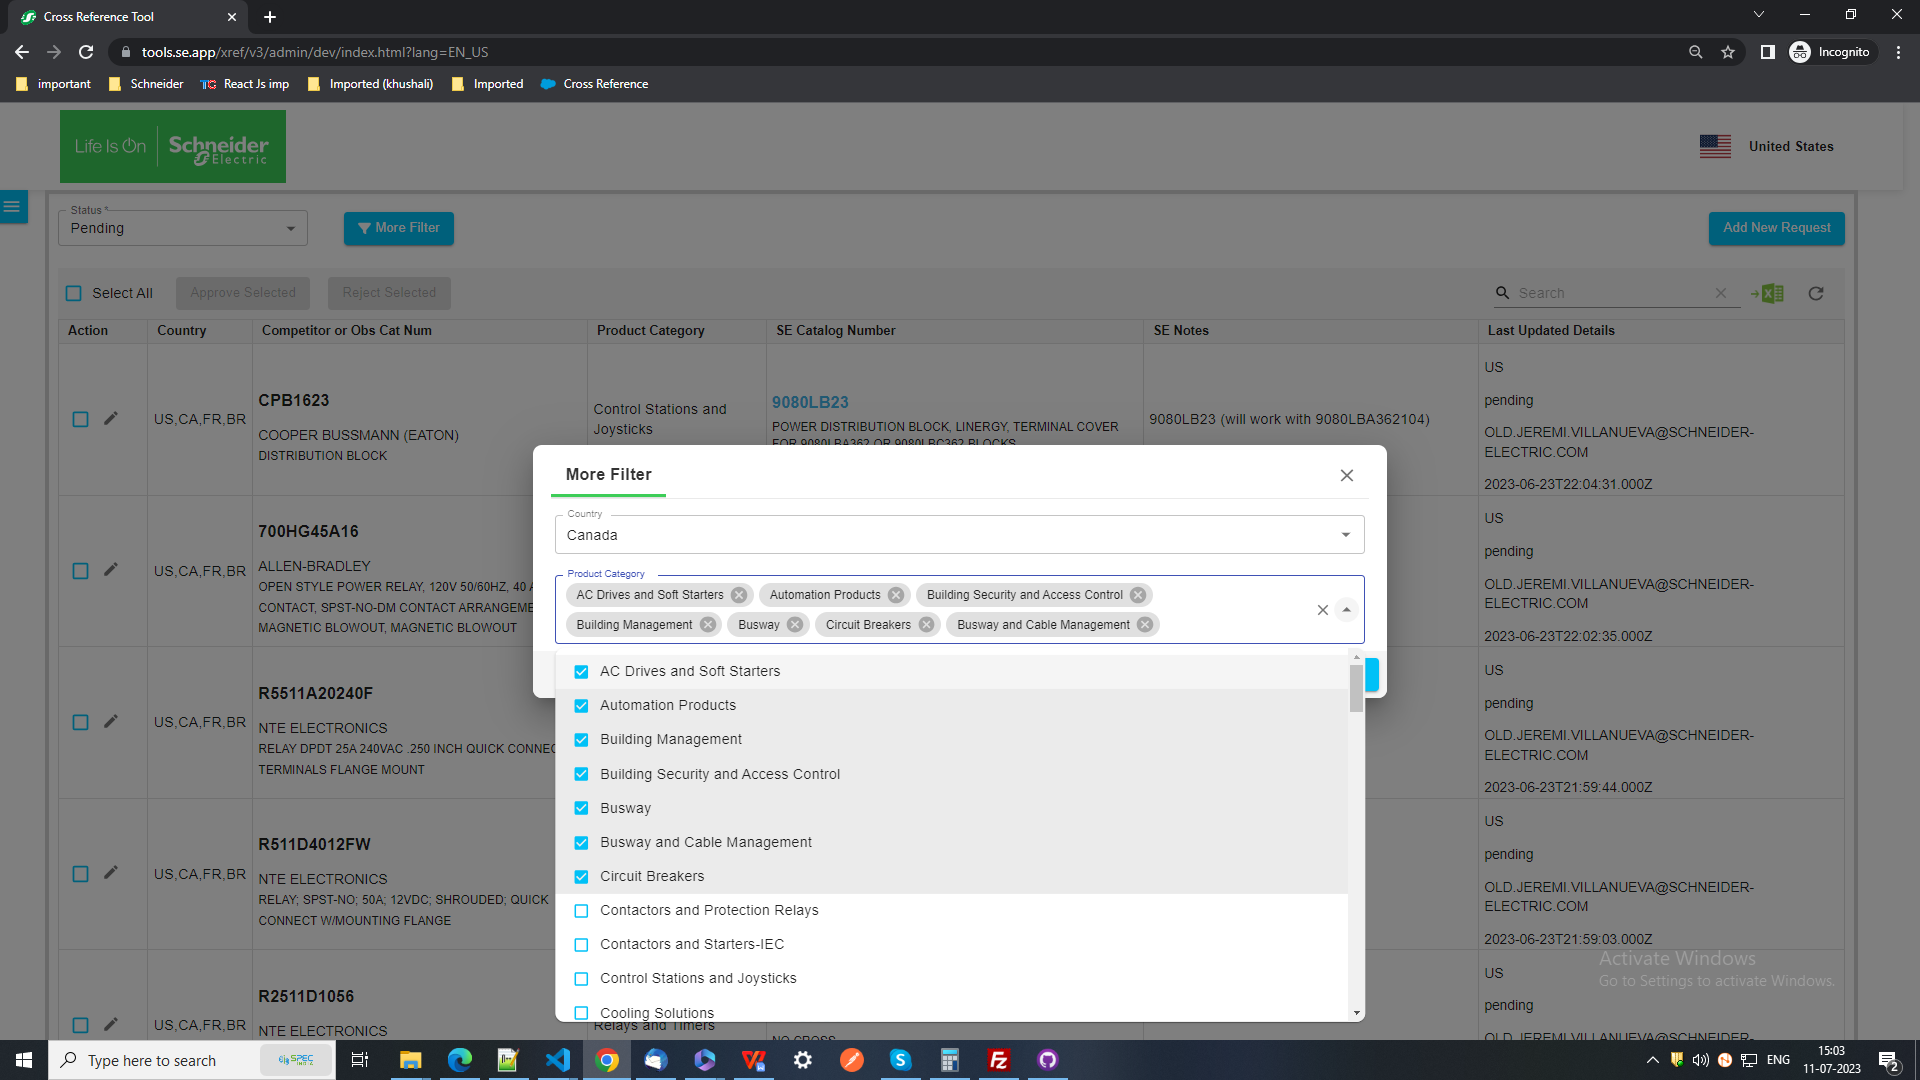 Cross Reference Tool
tools.se.app/xref/v3/admin/dev/index.html?lang=EN_US
Incognito
important
Schneider
TC React Js imp
Imported (khushali)
Imported
Cross Reference
Life Is On Schneider Electric
United States
Status *
Pending
More Filter
Add New Request
Select All
Approve Selected
Reject Selected
Search
Action
Country
Competitor or Obs Cat Num
Product Category
SE Catalog Number
SE Notes
Last Updated Details
US,CA,FR,BR
CPB1623
COOPER BUSSMANN (EATON)
DISTRIBUTION BLOCK
Control Stations and
Joysticks
9080LB23
POWER DISTRIBUTION BLOCK, LINERGY, TERMINAL COVER
FOR 9080LBA362 OR 9080LBC362 BLOCKS
9080LB23 (will work with 9080LBA362104)
US
pending
OLD.JEREMI.VILLANUEVA@SCHNEIDER-
ELECTRIC.COM
2023-06-23T22:04:31.000Z
US,CA,FR,BR
700HG45A16
ALLEN-BRADLEY
OPEN STYLE POWER RELAY, 120V 50/60HZ, 40 A
CONTACT, SPST-NO-DM CONTACT ARRANGEME
MAGNETIC BLOWOUT, MAGNETIC BLOWOUT
US
pending
OLD.JEREMI.VILLANUEVA@SCHNEIDER-
ELECTRIC.COM
2023-06-23T22:02:35.000Z
US,CA,FR,BR
R5511A20240F
NTE ELECTRONICS
RELAY DPDT 25A 240VAC .250 INCH QUICK CONNEC
TERMINALS FLANGE MOUNT
US
pending
OLD.JEREMI.VILLANUEVA@SCHNEIDER-
ELECTRIC.COM
2023-06-23T21:59:44.000Z
US,CA,FR,BR
R511D4012FW
NTE ELECTRONICS
RELAY; SPST-NO; 50A; 12VDC; SHROUDED; QUICK
CONNECT W/MOUNTING FLANGE
US
pending
OLD.JEREMI.VILLANUEVA@SCHNEIDER-
ELECTRIC.COM
2023-06-23T21:59:03.000Z
US,CA,FR,BR
R2511D1056
NTE ELECTRONICS
Relays and Timers
NO CROSS
US
pending
OLD.JEREMI.VILLANUEVA@SCHNEIDER-
More Filter
Country
Canada
Product Category
AC Drives and Soft Starters
Automation Products
Building Security and Access Control
Building Management
Busway
Circuit Breakers
Busway and Cable Management
AC Drives and Soft Starters
Automation Products
Building Management
Building Security and Access Control
Busway
Busway and Cable Management
Circuit Breakers
Contactors and Protection Relays
Contactors and Starters-IEC
Control Stations and Joysticks
Cooling Solutions
Activate Windows
Go to Settings to activate Windows.
Type here to search
ENG
15:03
11-07-2023
2